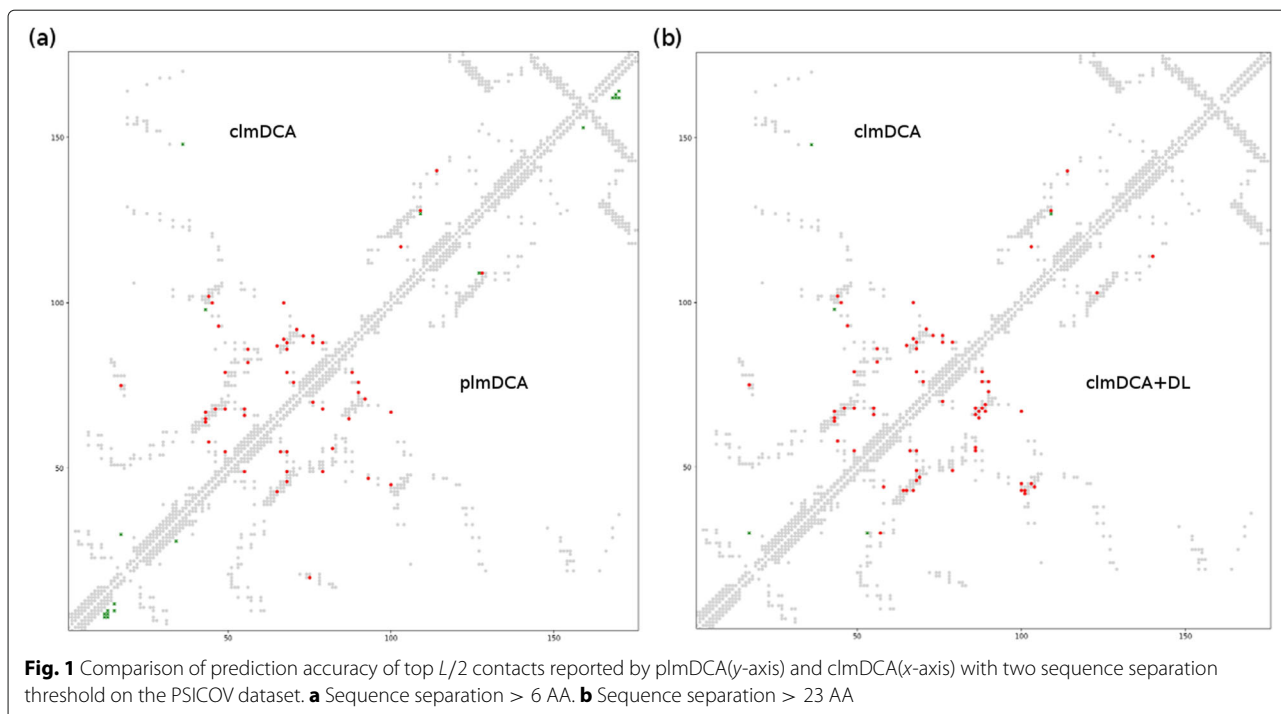 (a)
(b)
clmDCA
clmDCA
150
150
100
100
plmDCA
clmDCA+DL
50
50
50
100
150
50
100
150
Fig. 1 Comparison of prediction accuracy of top L/2 contacts reported by plmDCA(y-axis) and clmDCA(x-axis) with two sequence separation
threshold on the PSICOV dataset. a Sequence separation > 6 AA. b Sequence separation > 23 AA